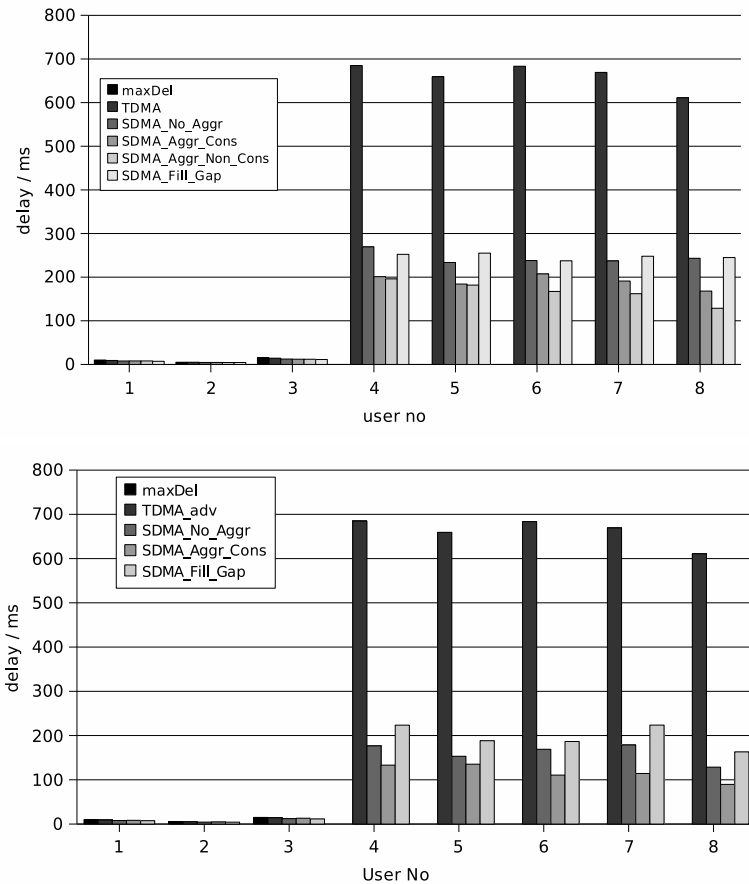 800
700
600
500
400
300
200
100
0
delay / ms
maxDel
TDMA
SDMA_No_Aggr
SDMA_Aggr_Cons
SDMA_Aggr_Non_Cons
SDMA_Fill_Gap
1 2 3 4 5 6 7 8
user no
800
700
600
500
400
300
200
100
0
delay / ms
maxDel
TDMA_adv
SDMA_No_Aggr
SDMA_Aggr_Cons
SDMA_Fill_Gap
1 2 3 4 5 6 7 8
User No